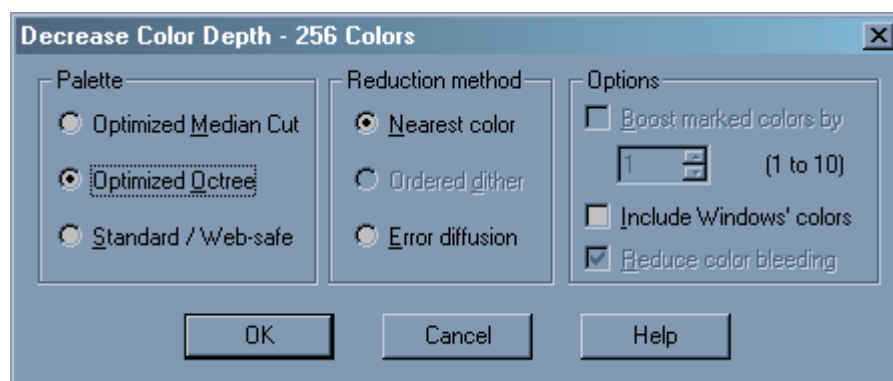 Decrease Color Depth - 256 Colors
Palette
Optimized Median Cut
Optimized Octree
Standard / Web-safe
Reduction method
Nearest color
Ordered dither
Error diffusion
Options
Boost marked colors by
1 (1 to 10)
Include Windows' colors
Reduce color bleeding
OK Cancel Help